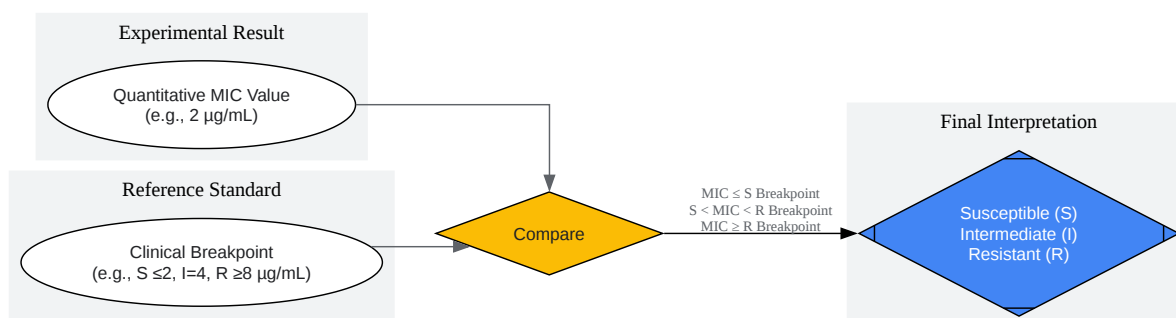 Experimental Result
Quantitative MIC Value
(e.g., 2 µg/mL)
Reference Standard
Clinical Breakpoint
(e.g., S ≤2, I=4, R ≥8 µg/mL)
Compare
MIC ≤ S Breakpoint
S < MIC < R Breakpoint
MIC ≥ R Breakpoint
Final Interpretation
Susceptible (S)
Intermediate (I)
Resistant (R)